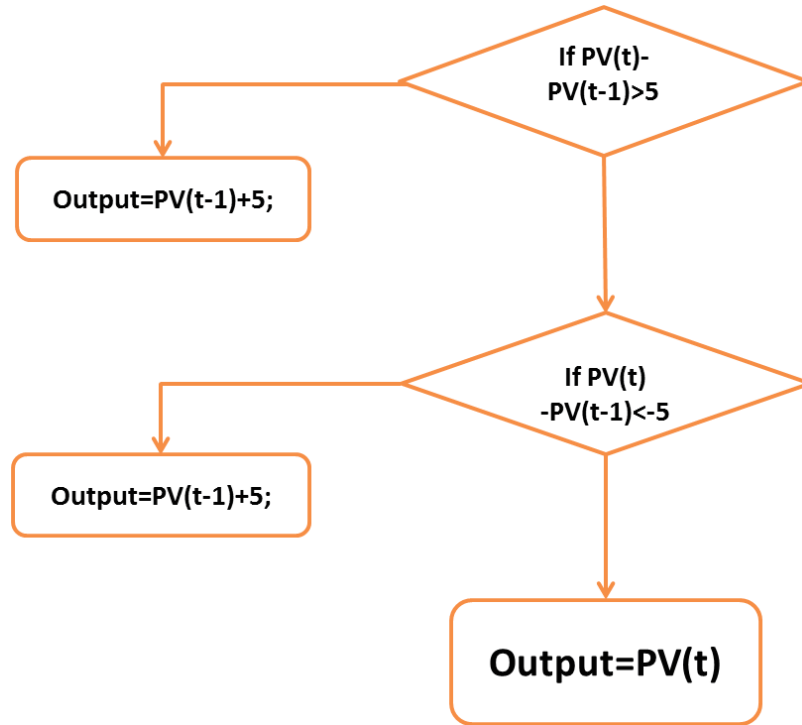 If PV(t)-
PV(t-1)>5
Output=PV(t-1)+5;
If PV(t)
-PV(t-1)<-5
Output=PV(t-1)+5;
Output=PV(t)